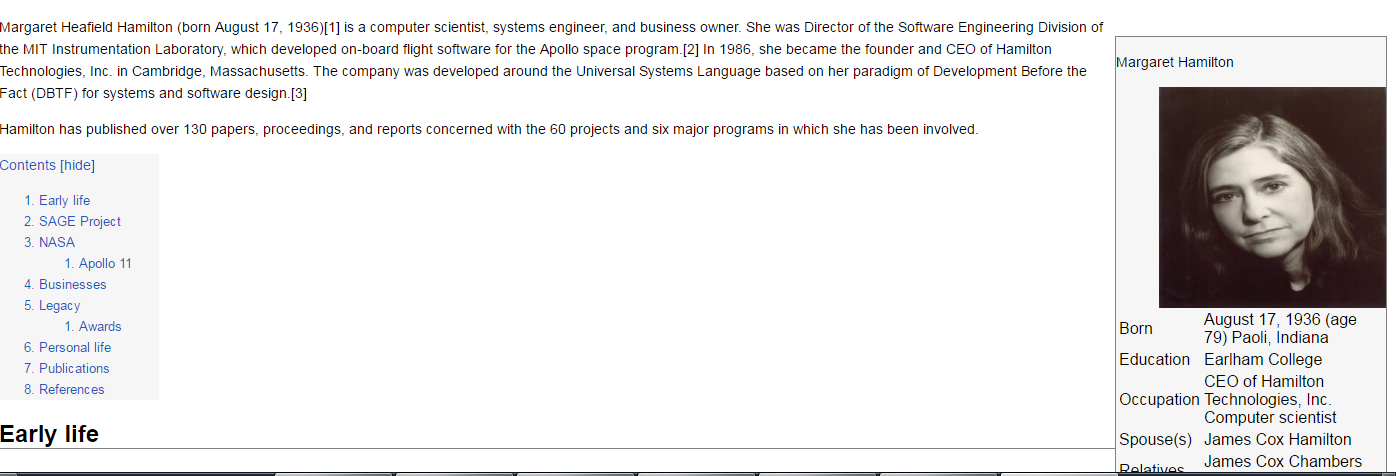 Margaret Heafield Hamilton (born August 17, 1936)[1] is a computer scientist, systems engineer, and business owner. She was Director of the Software Engineering Division of
the MIT Instrumentation Laboratory, which developed on-board flight software for the Apollo space program.[2] In 1986, she became the founder and CEO of Hamilton
Technologies, Inc. in Cambridge, Massachusetts. The company was developed around the Universal Systems Language based on her paradigm of Development Before the
Fact (DBTF) for systems and software design.[3]
Hamilton has published over 130 papers, proceedings, and reports concerned with the 60 projects and six major programs in which she has been involved.
Contents [hide]
1. Early life
2. SAGE Project
3. NASA
1. Apollo 11
4. Businesses
5. Legacy
1. Awards
6. Personal life
7. Publications
8. References
Early life
Margaret Hamilton
Born August 17, 1936 (age
79) Paoli, Indiana
Education Earlham College
CEO of Hamilton
Occupation Technologies, Inc.
Computer scientist
Spouse(s) James Cox Hamilton
Relatives James Cox Chambers